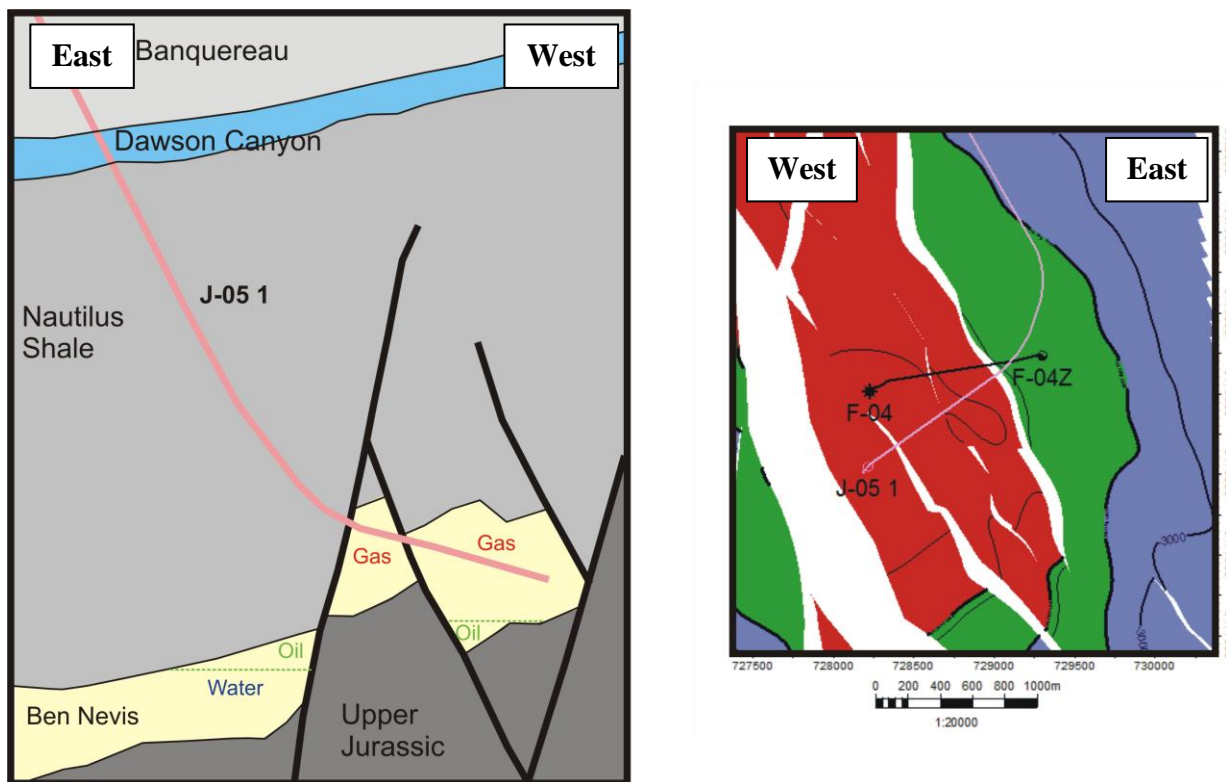 East
Banquereau
West
Dawson Canyon
J-05 1
Nautilus
Shale
Gas
Gas
Oil
Oil
Water
Ben Nevis
Upper
Jurassic
West
East
F-04Z
F-04
J-05 1
3000
727500 728000 728500 729000 729500 730000
0 200 400 600 800 1000m
1:20000